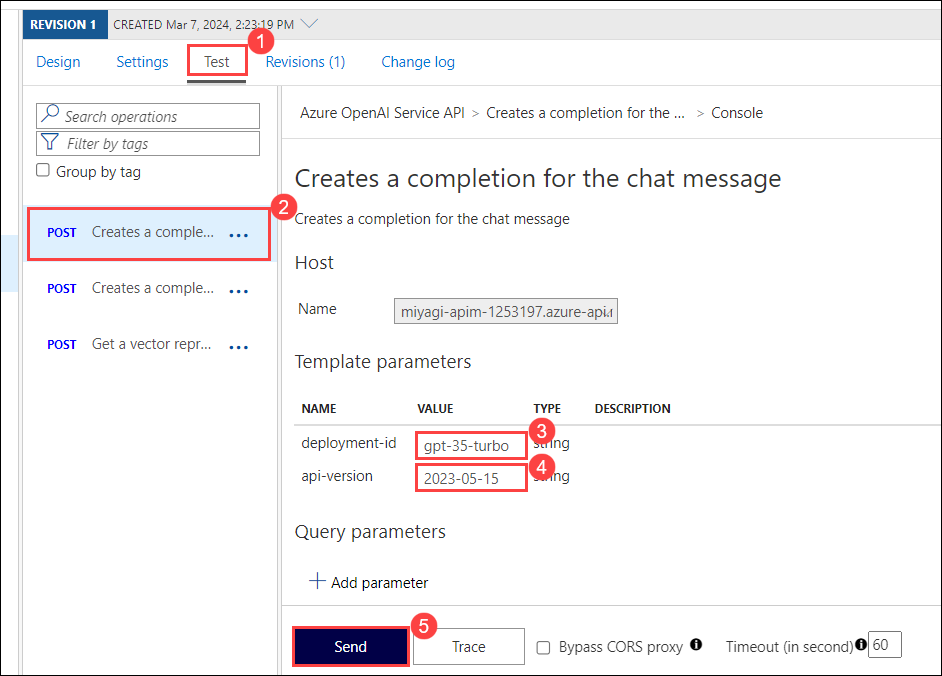 REVISION 1 CREATED Mar 7, 2024, 2:23:19 PM
1
Design Settings Test Revisions (1) Change log
Search operations
Filter by tags
Group by tag
2
POST Creates a comple... ...
POST Creates a comple... ...
POST Get a vector repr... ...
Azure OpenAI Service API > Creates a completion for the ... > Console
Creates a completion for the chat message
Creates a completion for the chat message
Host
Name miyagi-apim-1253197.azure-api.
Template parameters
NAME VALUE TYPE DESCRIPTION
3
deployment-id gpt-35-turbo string
4
api-version 2023-05-15 string
Query parameters
+ Add parameter
5
Send Trace Bypass CORS proxy Timeout (in second) 60